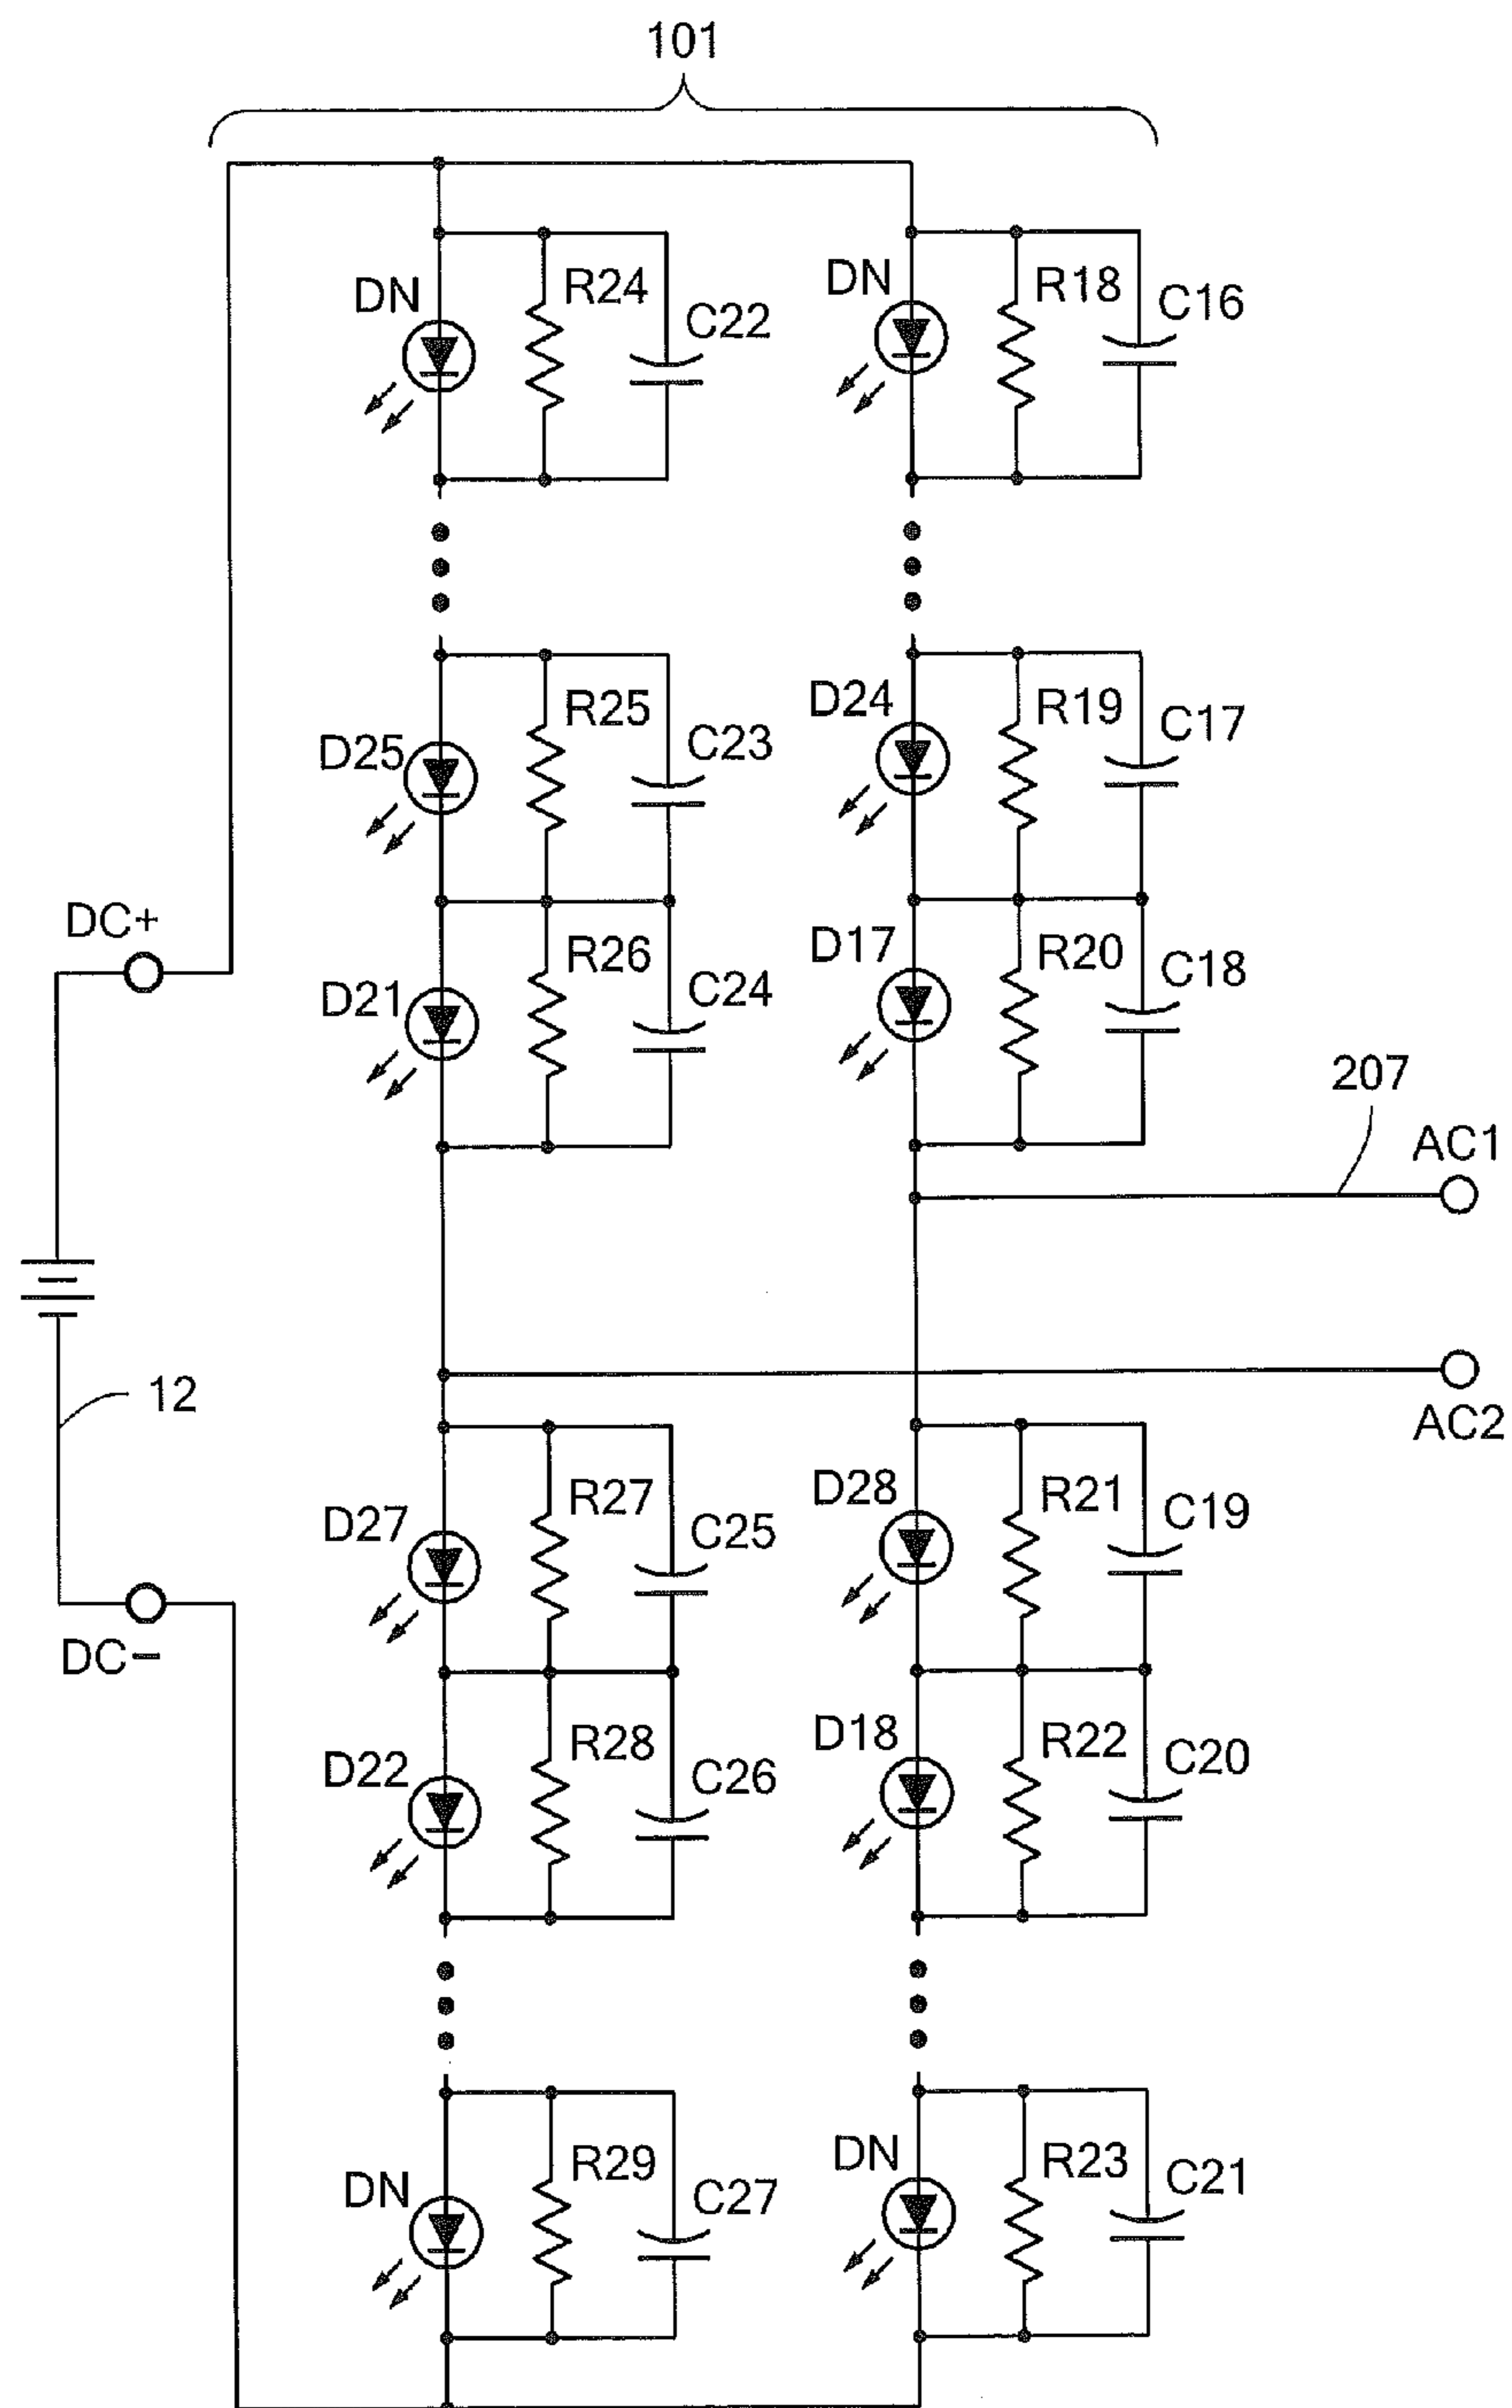 101
DN
R24
C22
DN
R18
C16
D25
R25
C23
D24
R19
C17
DC+
D21
R26
C24
D17
R20
C18
207
AC1
12
AC2
D27
R27
C25
D28
R21
C19
DC−
D22
R28
C26
D18
R22
C20
DN
R29
C27
DN
R23
C21